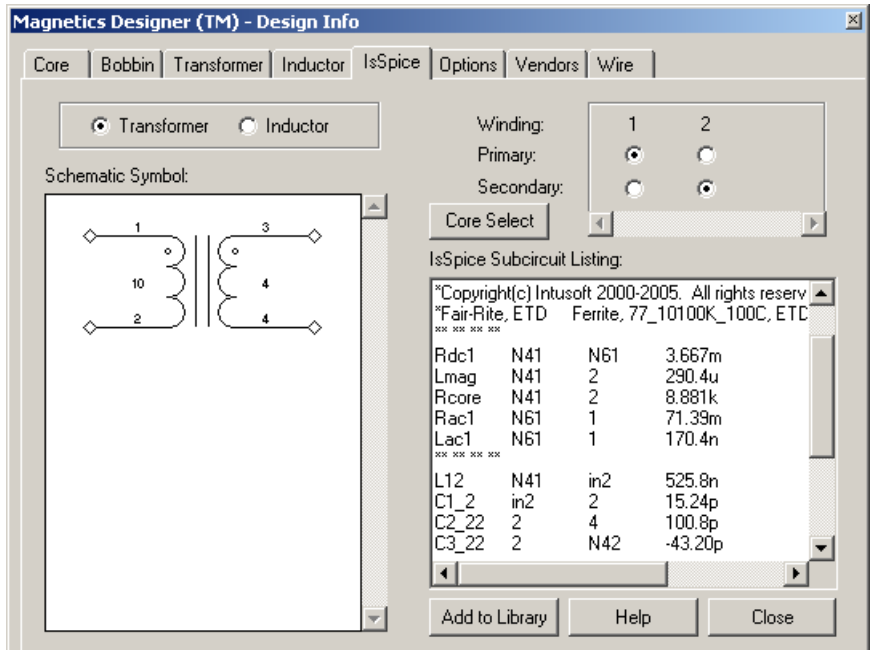 Magnetics Designer (TM) - Design Info
Core Bobbin Transformer Inductor IsSpice Options Vendors Wire
Transformer Inductor
Schematic Symbol:
1 3
10 4
2 4
Winding: 1 2
Primary:
Secondary:
Core Select
IsSpice Subcircuit Listing:
*Copyright(c) Intusoft 2000-2005. All rights reserv
*Fair-Rite, ETD Ferrite, 77_10100K_100C, ETD
** ** ** **
Rdc1 N41 N61 3.667m
Lmag N41 2 290.4u
Rcore N41 2 8.881k
Rac1 N61 1 71.39m
Lac1 N61 1 170.4n
** ** ** **
L12 N41 in2 525.8n
C1_2 in2 2 15.24p
C2_22 2 4 100.8p
C3_22 2 N42 -43.20p
Add to Library Help Close